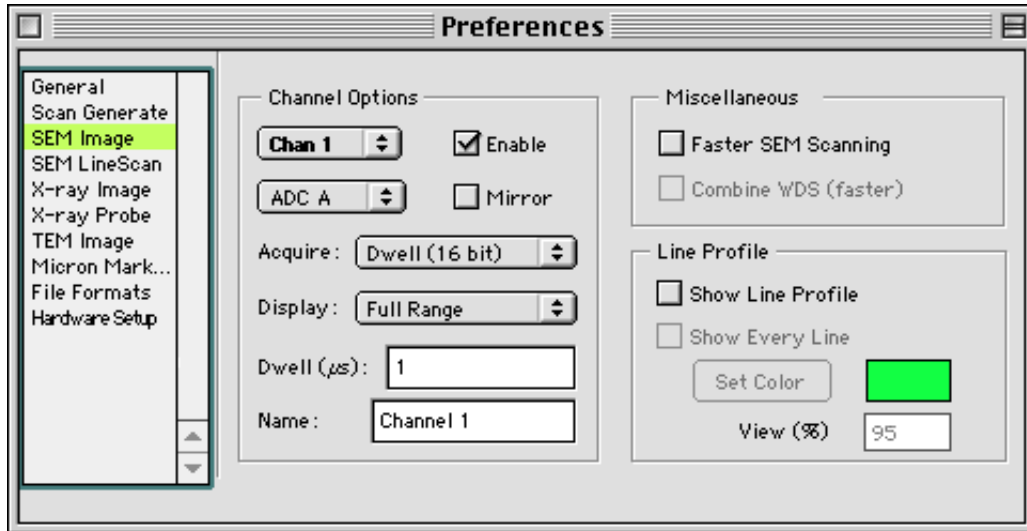 Preferences
General
Scan Generate
SEM Image
SEM LineScan
X-ray Image
X-ray Probe
TEM Image
Micron Mark...
File Formats
Hardware Setup
Channel Options
Chan 1
Enable
ADC A
Mirror
Acquire: Dwell (16 bit)
Display: Full Range
Dwell (µs): 1
Name: Channel 1
Miscellaneous
Faster SEM Scanning
Combine WDS (faster)
Line Profile
Show Line Profile
Show Every Line
Set Color
View (%) 95